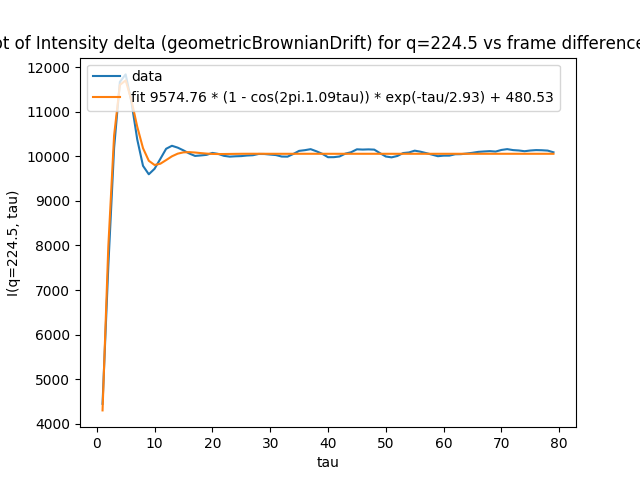 ot of Intensity delta (geometricBrownianDrift) for q=224.5 vs frame difference
data
fit 9574.76 * (1 - cos(2pi.1.09tau)) * exp(-tau/2.93) + 480.53
12000
11000
10000
9000
8000
7000
6000
5000
4000
I(q=224.5, tau)
0 10 20 30 40 50 60 70 80
tau